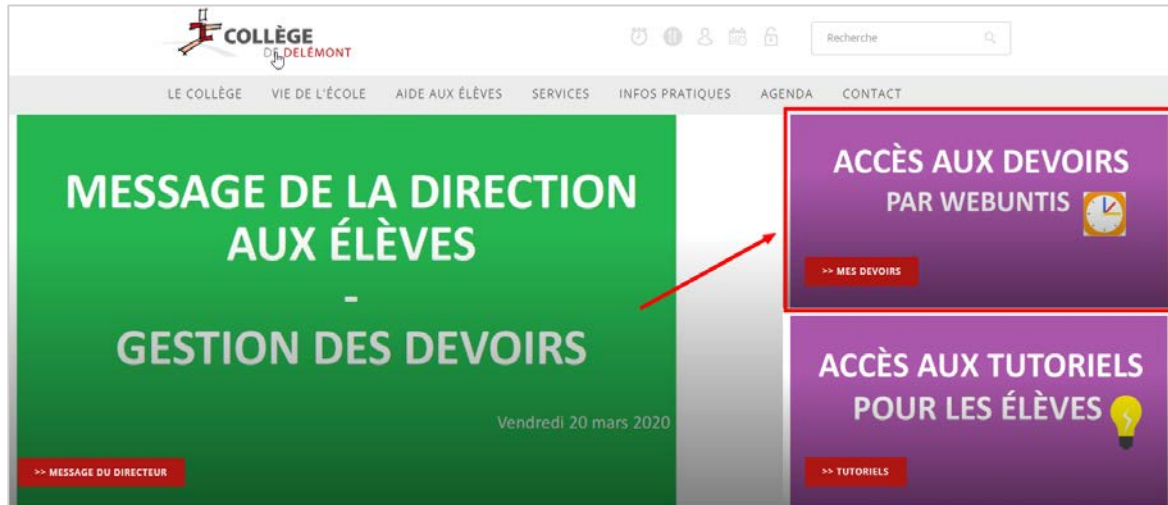 COLLÈGE
DE DELÉMONT
Recherche
LE COLLÈGE VIE DE L'ÉCOLE AIDE AUX ÉLÈVES SERVICES INFOS PRATIQUES AGENDA CONTACT
MESSAGE DE LA DIRECTION
AUX ÉLÈVES
-
GESTION DES DEVOIRS
Vendredi 20 mars 2020
>> MESSAGE DU DIRECTEUR
ACCÈS AUX DEVOIRS
PAR WEBUNTIS
>> MES DEVOIRS
ACCÈS AUX TUTORIELS
POUR LES ÉLÈVES
>> TUTORIELS